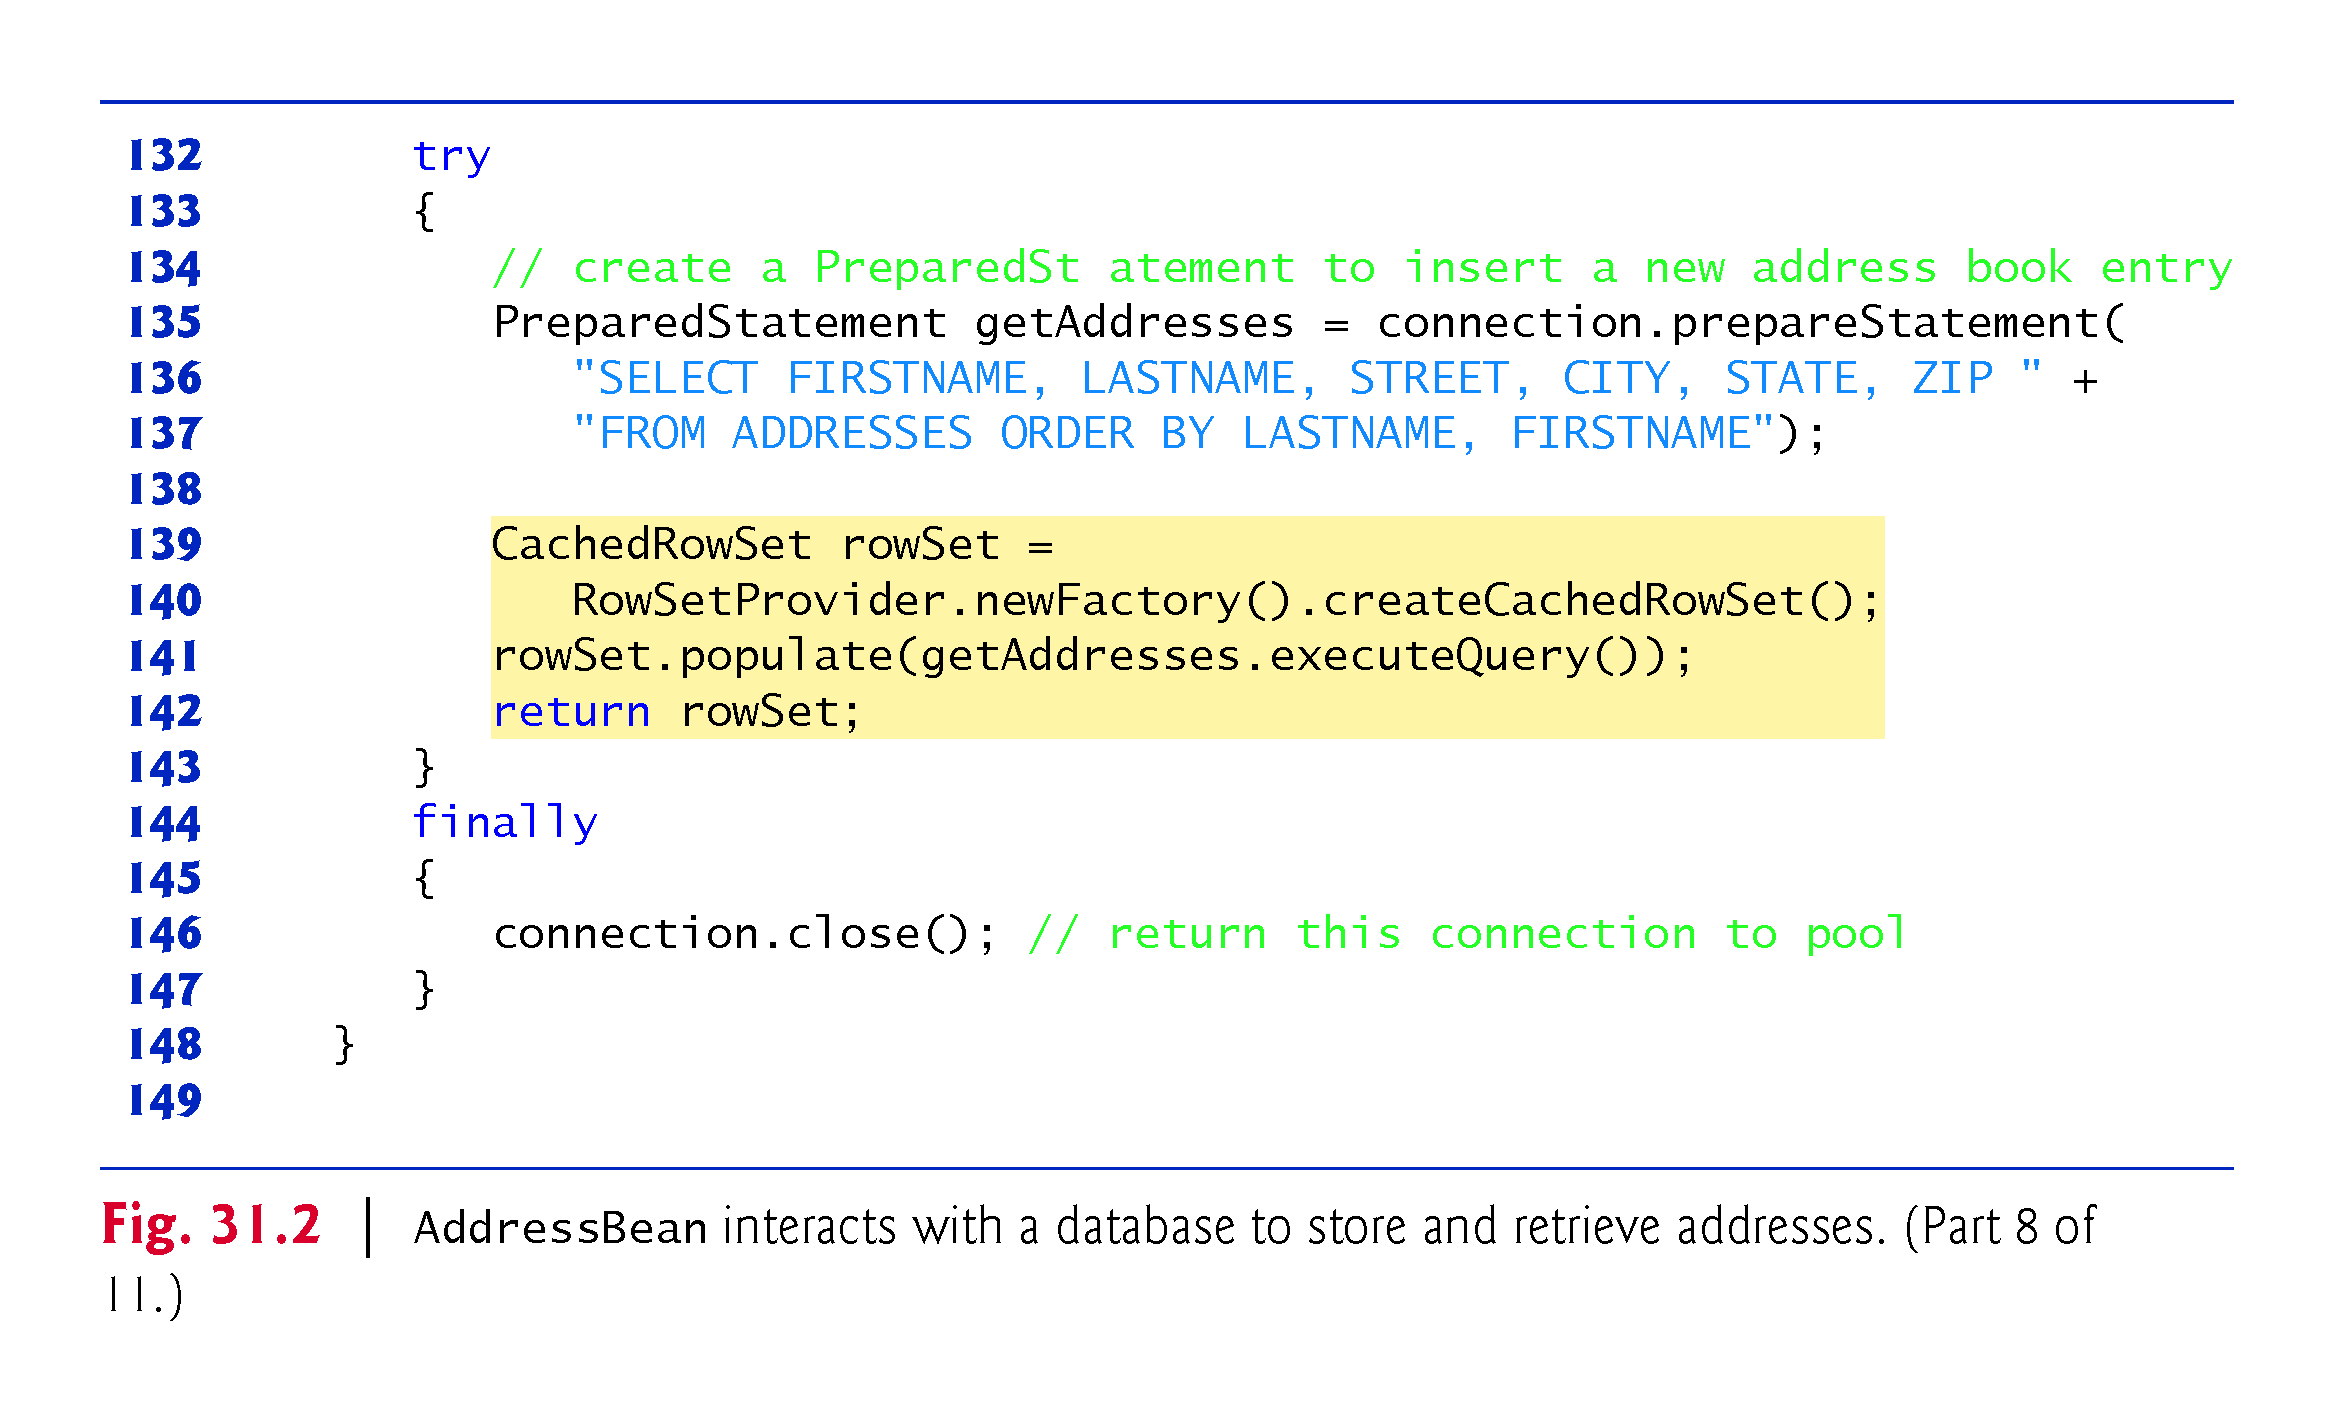 132 try
133 {
134 // create a PreparedSt atement to insert a new address book entry
135 PreparedStatement getAddresses = connection.prepareStatement(
136 "SELECT FIRSTNAME, LASTNAME, STREET, CITY, STATE, ZIP " +
137 "FROM ADDRESSES ORDER BY LASTNAME, FIRSTNAME");
138
139 CachedRowSet rowSet =
140 RowSetProvider.newFactory().createCachedRowSet();
141 rowSet.populate(getAddresses.executeQuery());
142 return rowSet;
143 }
144 finally
145 {
146 connection.close(); // return this connection to pool
147 }
148 }
149
Fig. 31.2 | AddressBean interacts with a database to store and retrieve addresses. (Part 8 of
11.)